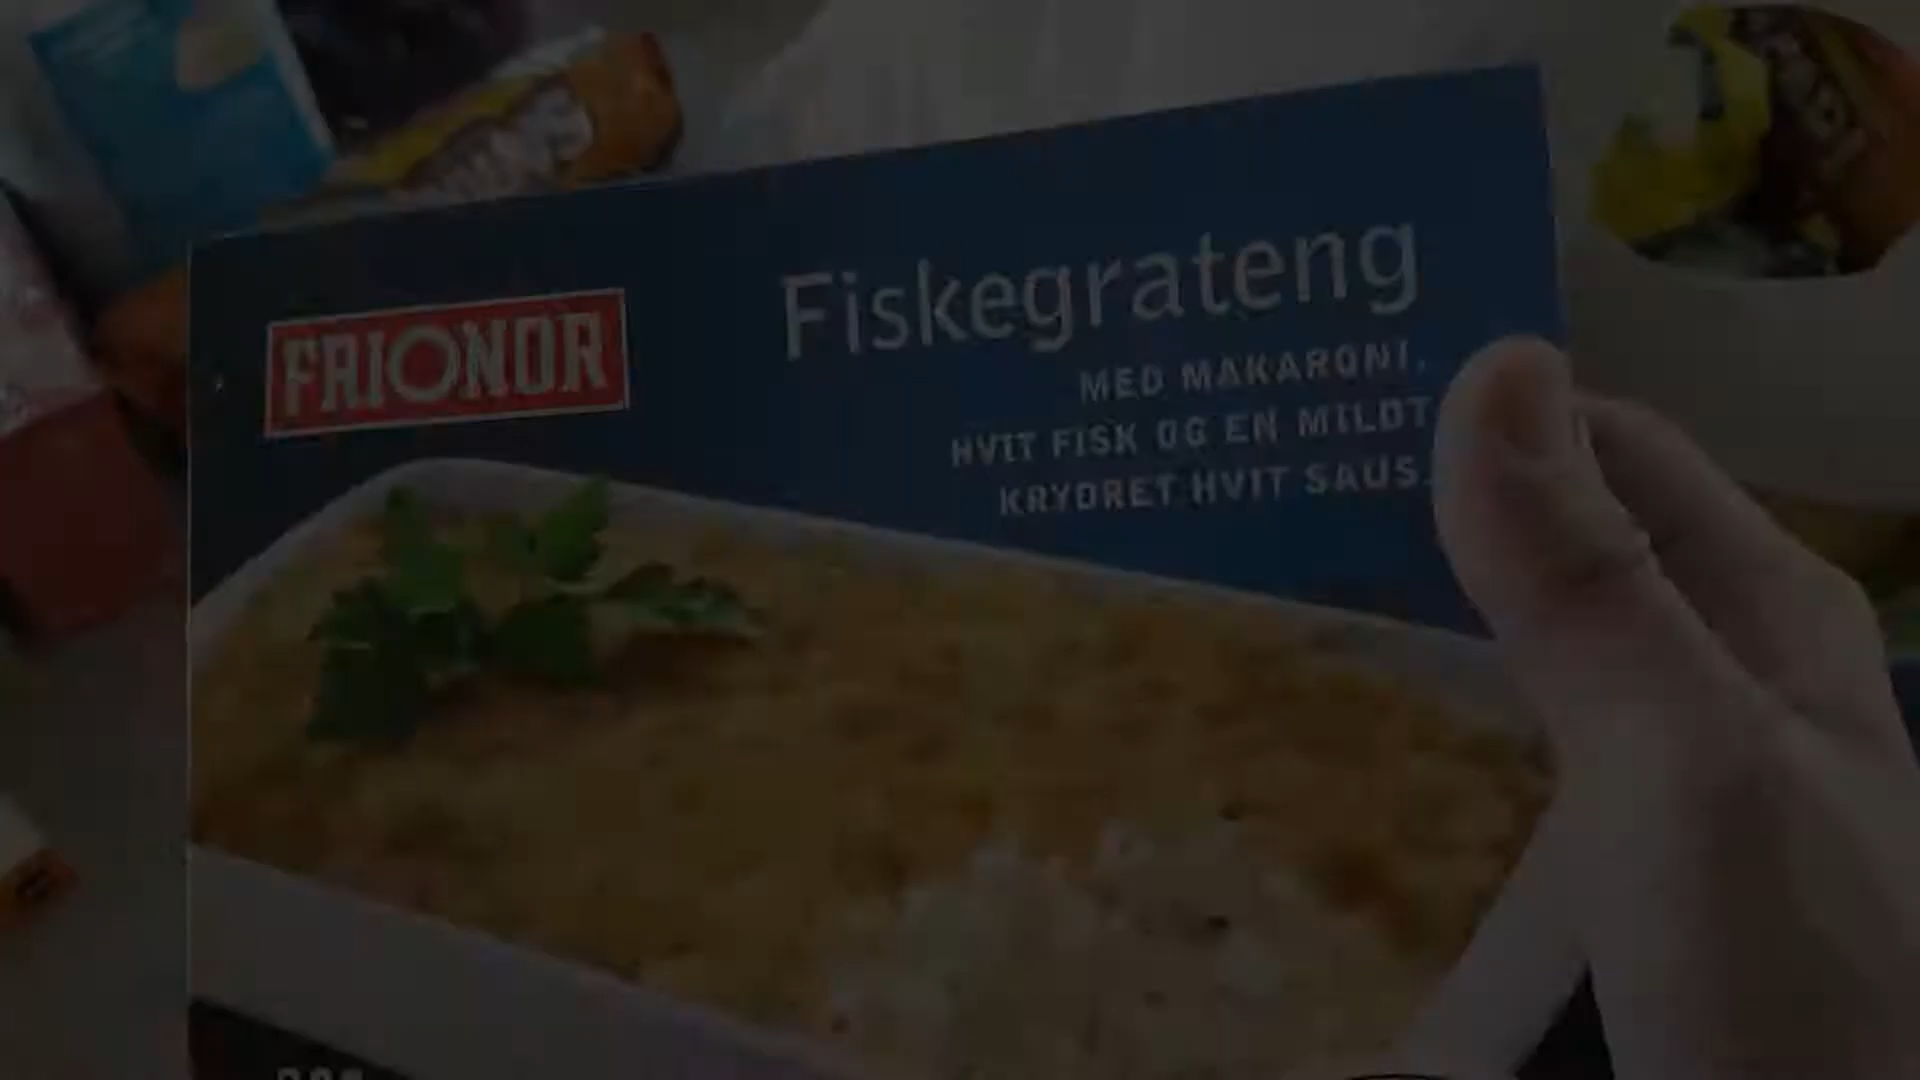 FRIONOR
Fiskegrateng
MED MAKARONI,
HVIT FISK OG EN MILDT
KRYDRET HVIT SAUS.